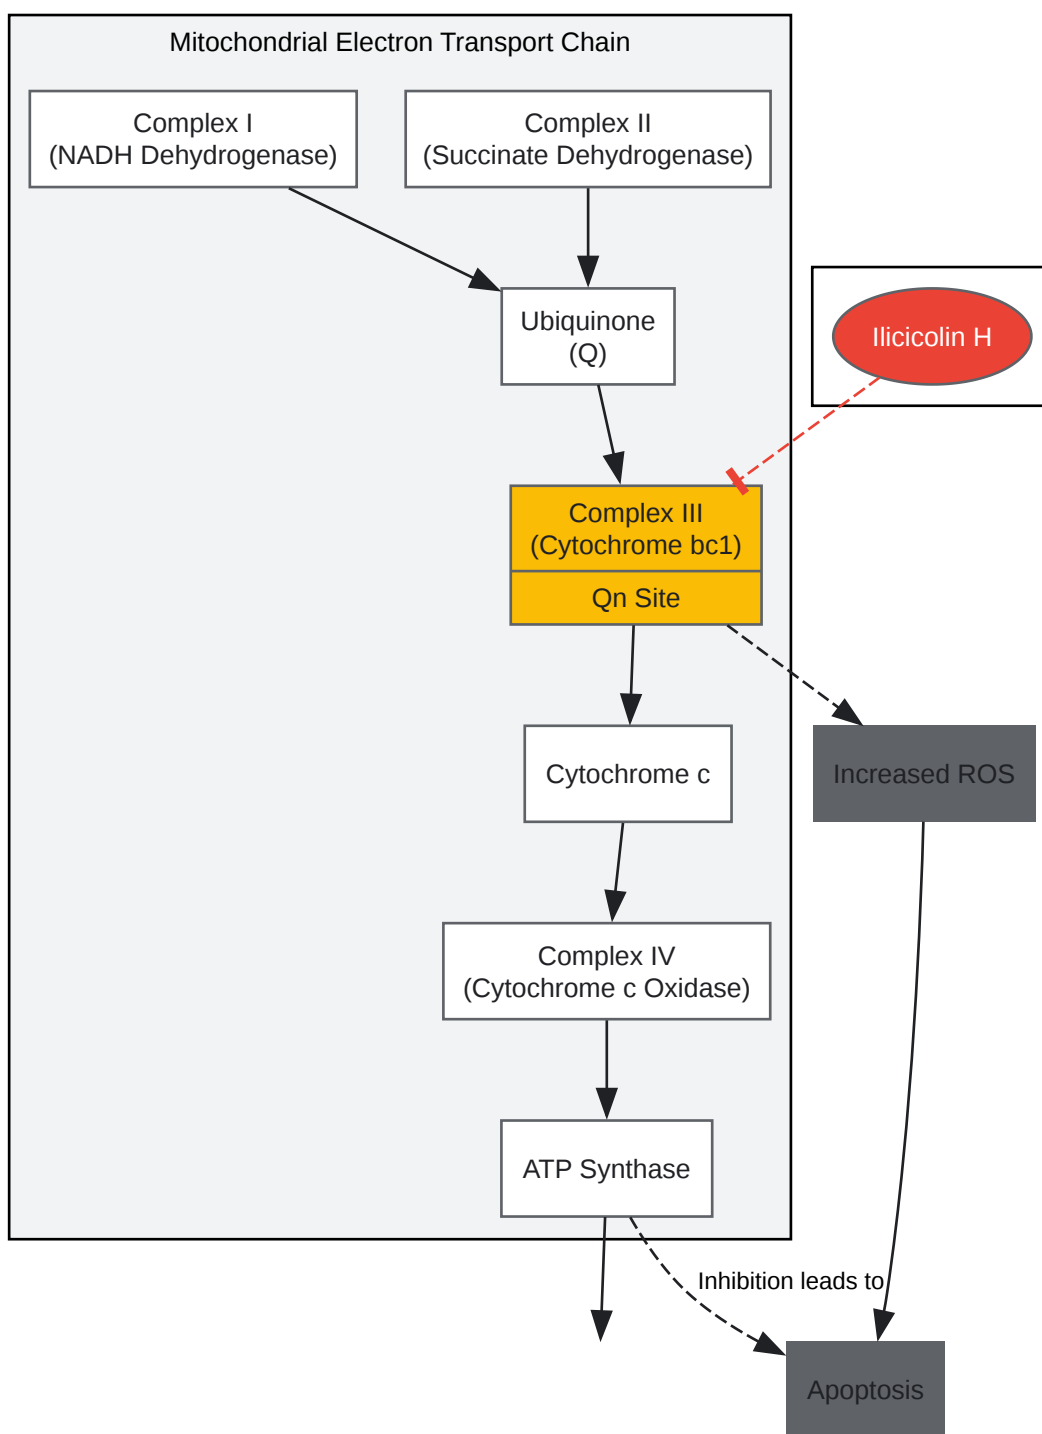 Mitochondrial Electron Transport Chain
Complex I
(NADH Dehydrogenase)
Complex II
(Succinate Dehydrogenase)
Ubiquinone
(Q)
Ilicicolin H
Complex III
(Cytochrome bc1)
Qn Site
Cytochrome c
Increased ROS
Complex IV
(Cytochrome c Oxidase)
ATP Synthase
Inhibition leads to
Apoptosis